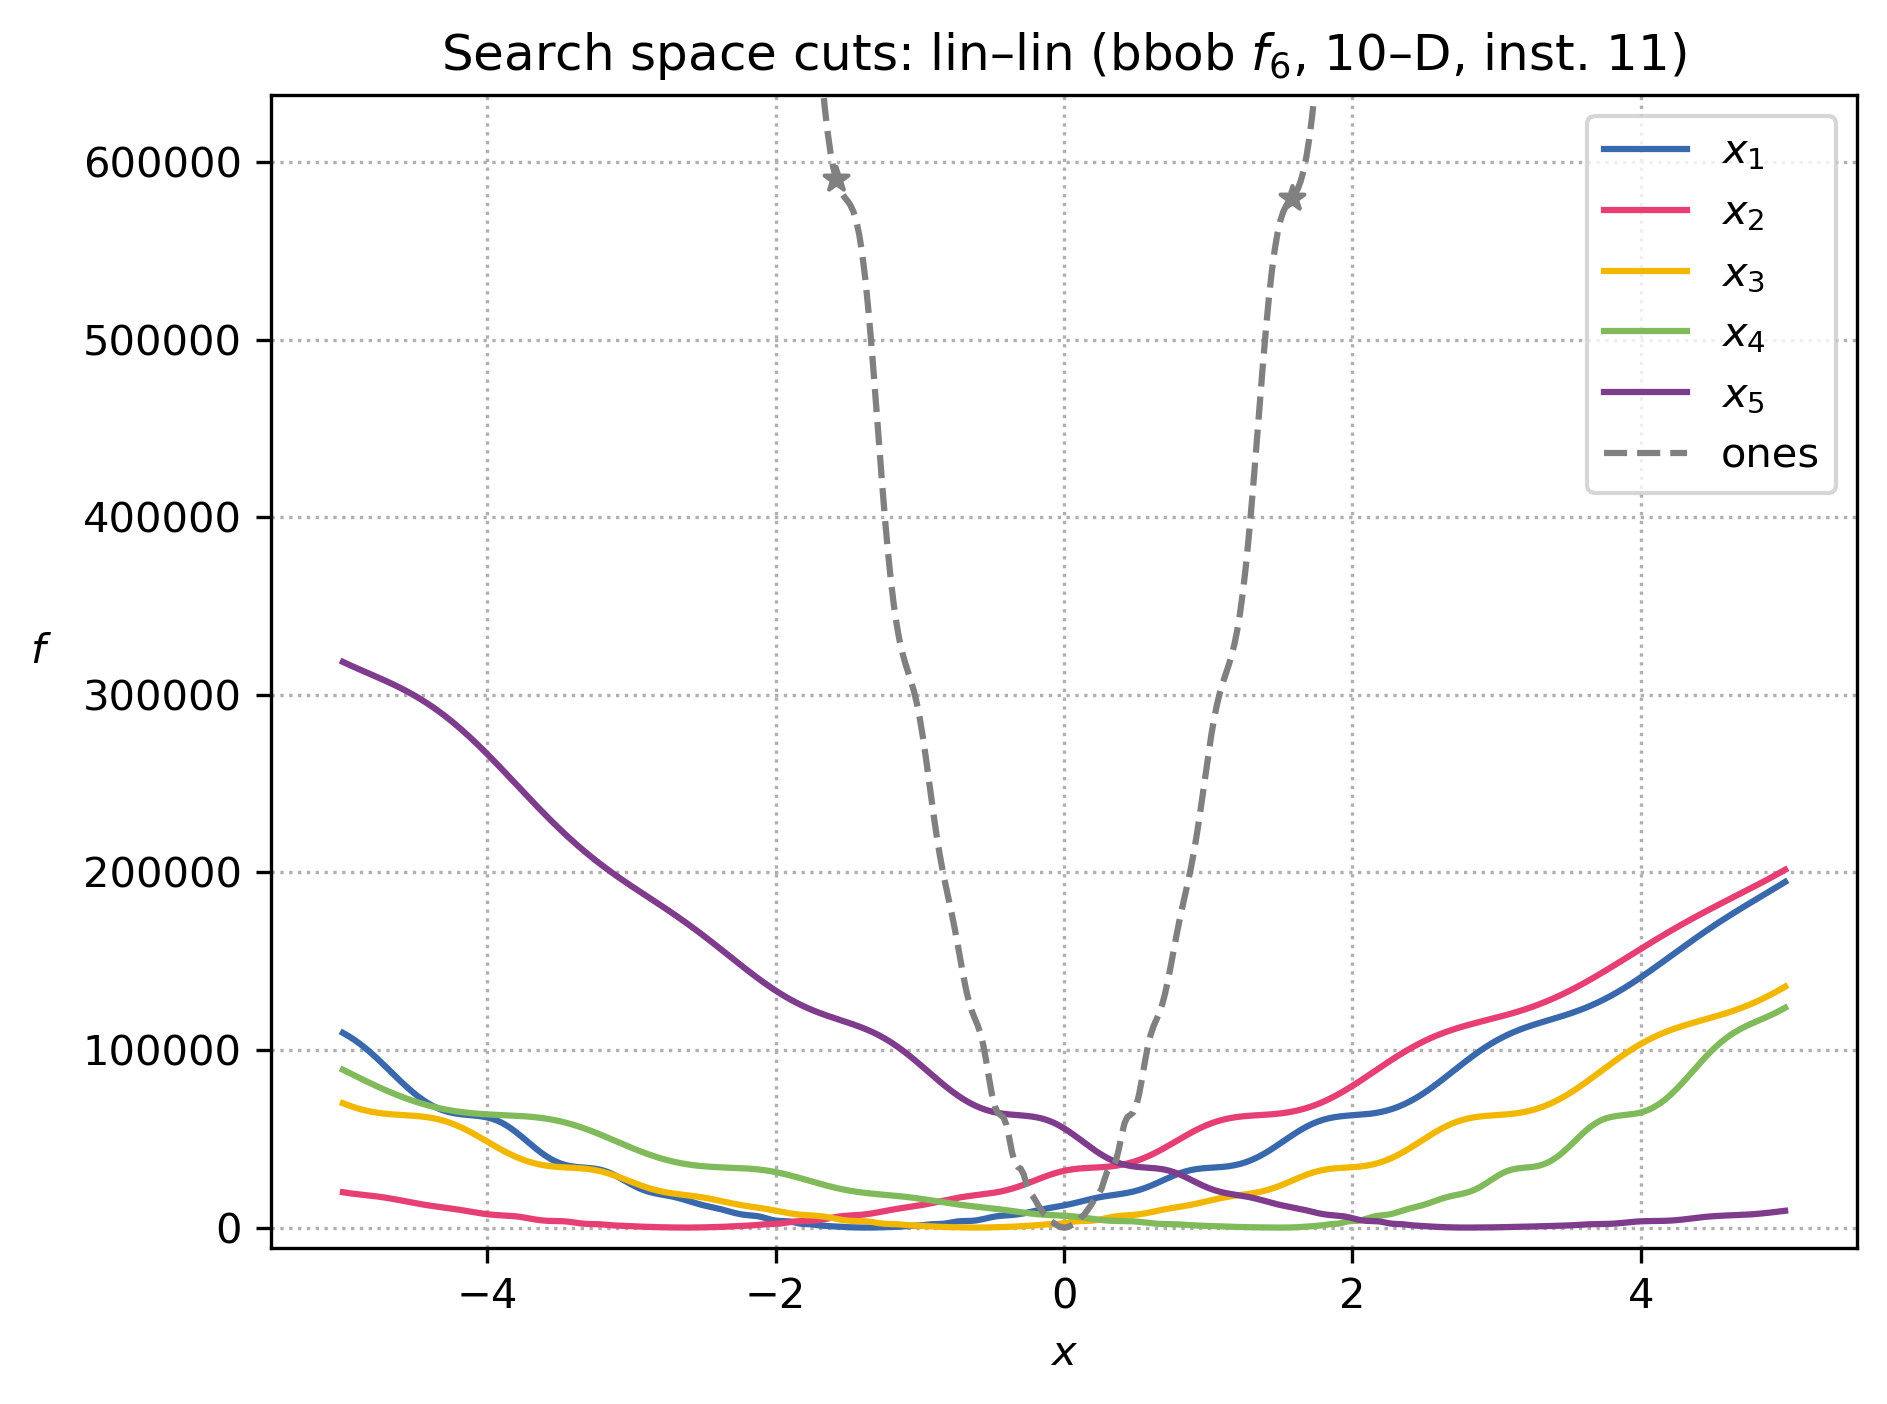 Search space cuts: lin–lin (bbob f₆, 10–D, inst. 11)
600000
500000
400000
300000
200000
100000
0
f
−4
−2
0
2
4
x
x₁
x₂
x₃
x₄
x₅
ones